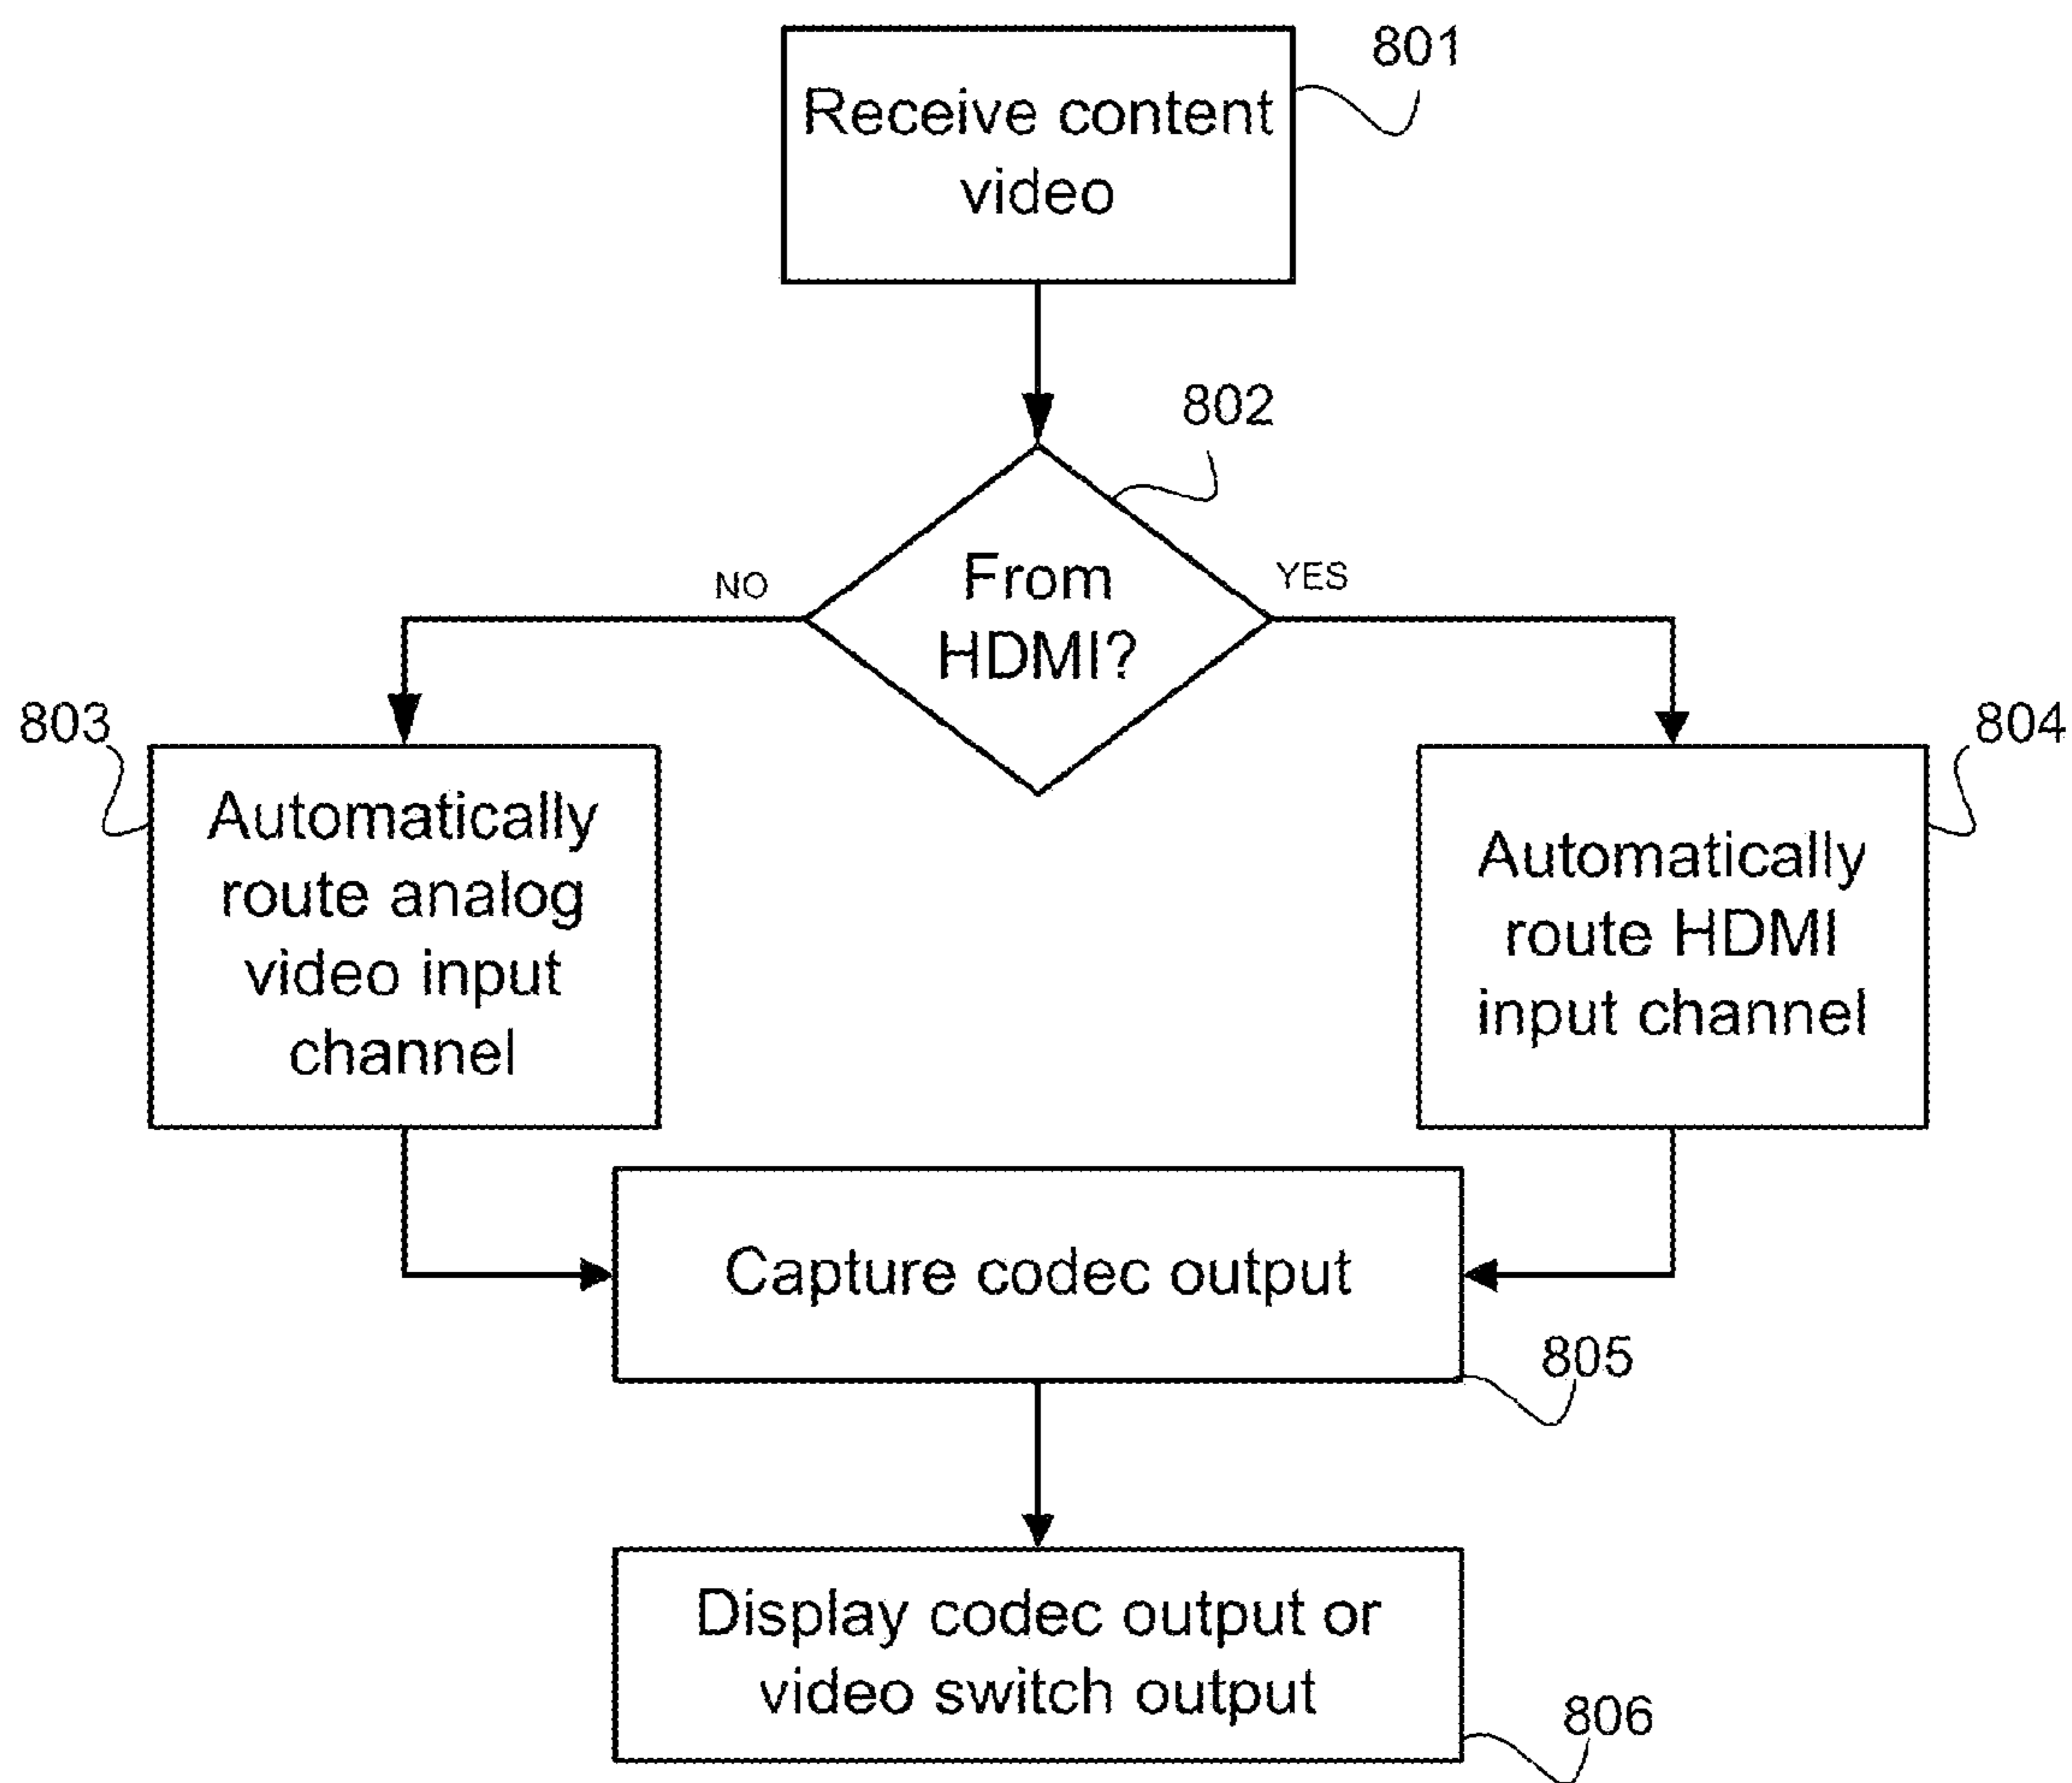 801
Receive content
video
802
From
HDMI?
NO
YES
803
Automatically
route analog
video input
channel
804
Automatically
route HDMI
input channel
Capture codec output
805
Display codec output or
video switch output
806